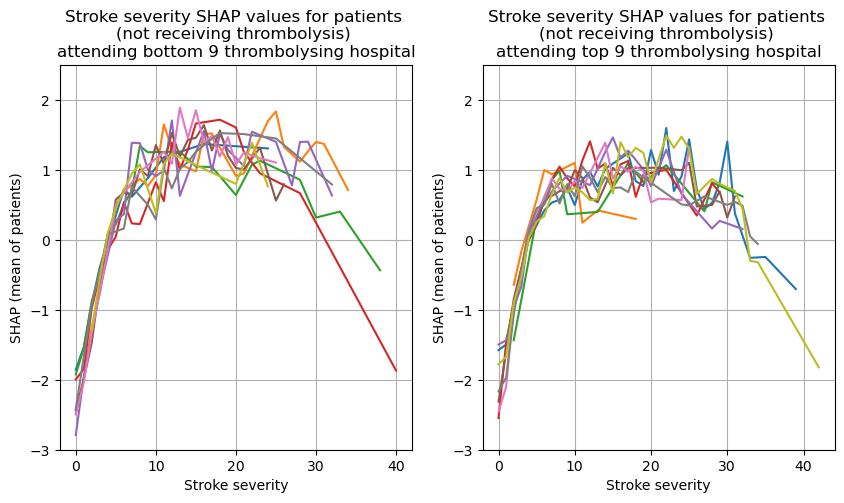 Stroke severity SHAP values for patients
(not receiving thrombolysis)
attending bottom 9 thrombolysing hospital
SHAP (mean of patients)
2
1
0
−1
−2
−3
0
10
20
30
40
Stroke severity
Stroke severity SHAP values for patients
(not receiving thrombolysis)
attending top 9 thrombolysing hospital
SHAP (mean of patients)
2
1
0
−1
−2
−3
0
10
20
30
40
Stroke severity